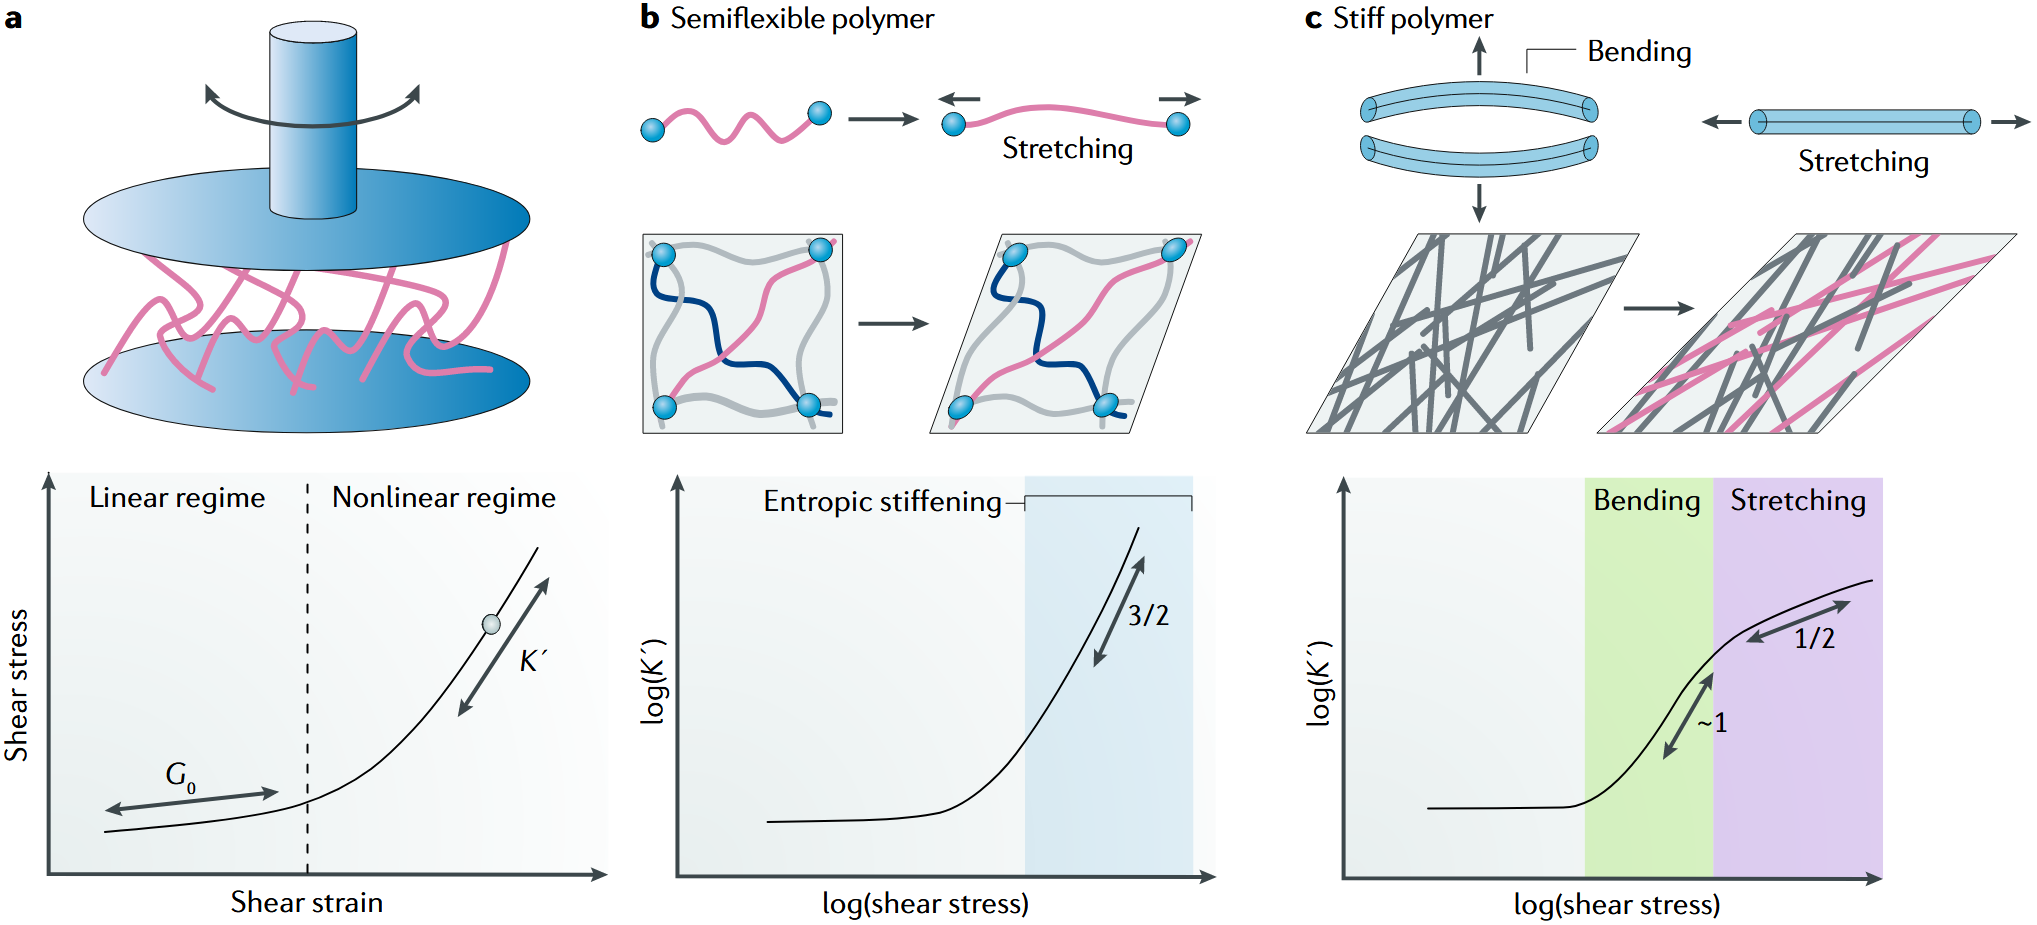 a
Linear regime
Nonlinear regime
G0
K′
Shear stress
Shear strain
b Semiflexible polymer
Stretching
Entropic stiffening
3/2
log(K′)
log(shear stress)
c Stiff polymer
Bending
Stretching
Bending
Stretching
1/2
~1
log(K′)
log(shear stress)